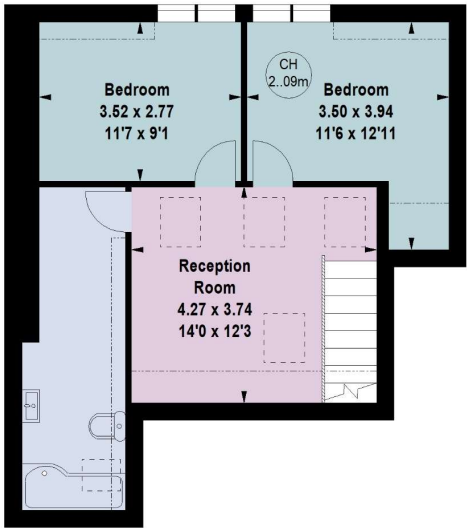 Bedroom
3.52 x 2.77
11'7 x 9'1
CH
2..09m
Bedroom
3.50 x 3.94
11'6 x 12'11
Reception
Room
4.27 x 3.74
14'0 x 12'3